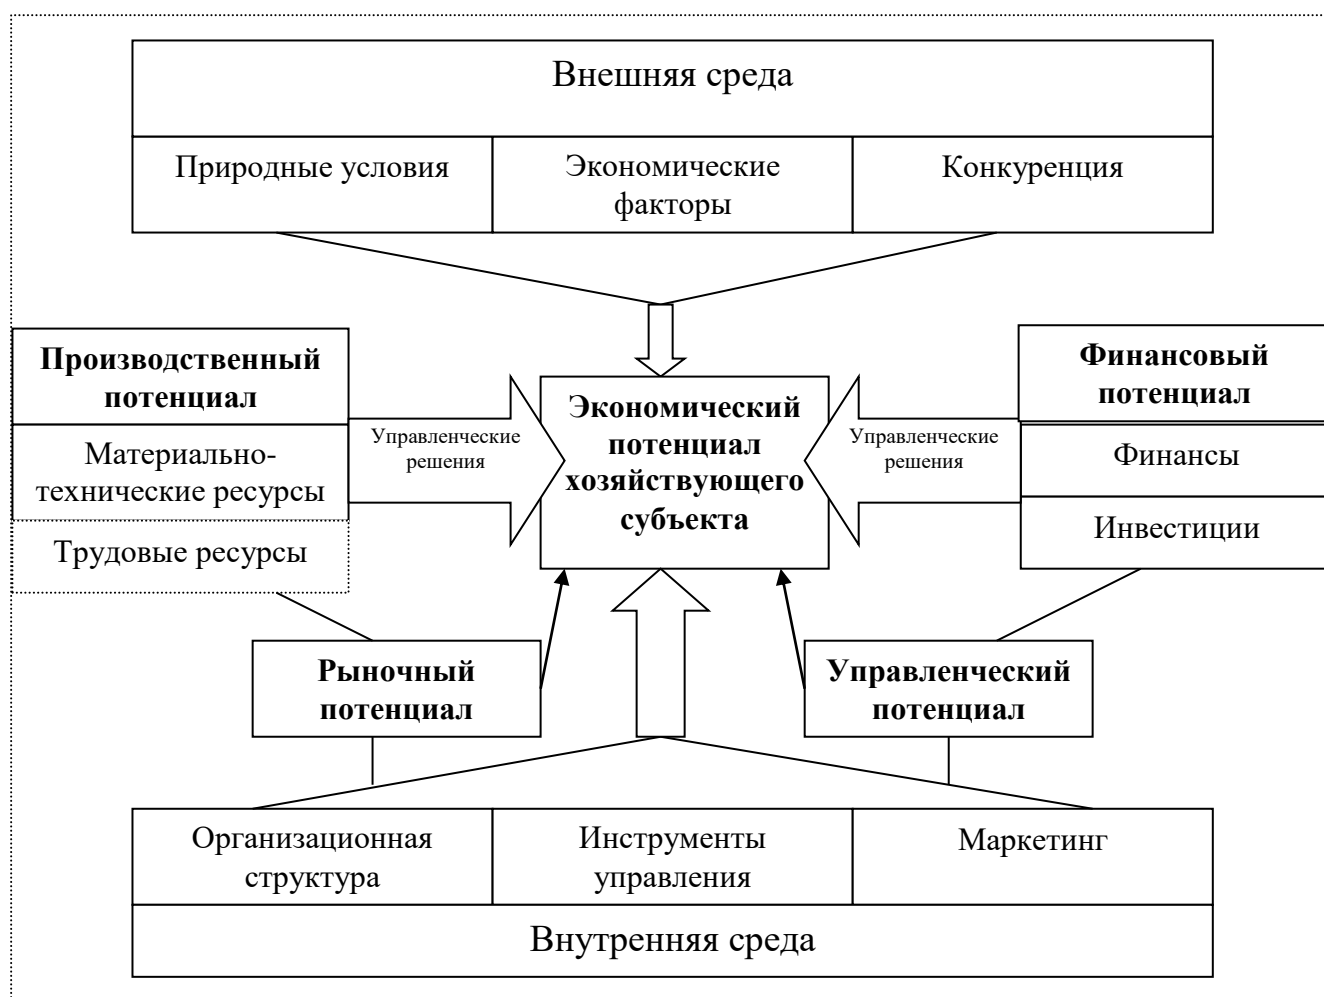 Внешняя среда
Природные условия
Экономические
факторы
Конкуренция
Производственный
потенциал
Материально-
технические ресурсы
Трудовые ресурсы
Управленческие
решения
Экономический
потенциал
хозяйствующего
субъекта
Управленческие
решения
Финансовый
потенциал
Финансы
Инвестиции
Рыночный
потенциал
Управленческий
потенциал
Организационная
структура
Инструменты
управления
Маркетинг
Внутренняя среда